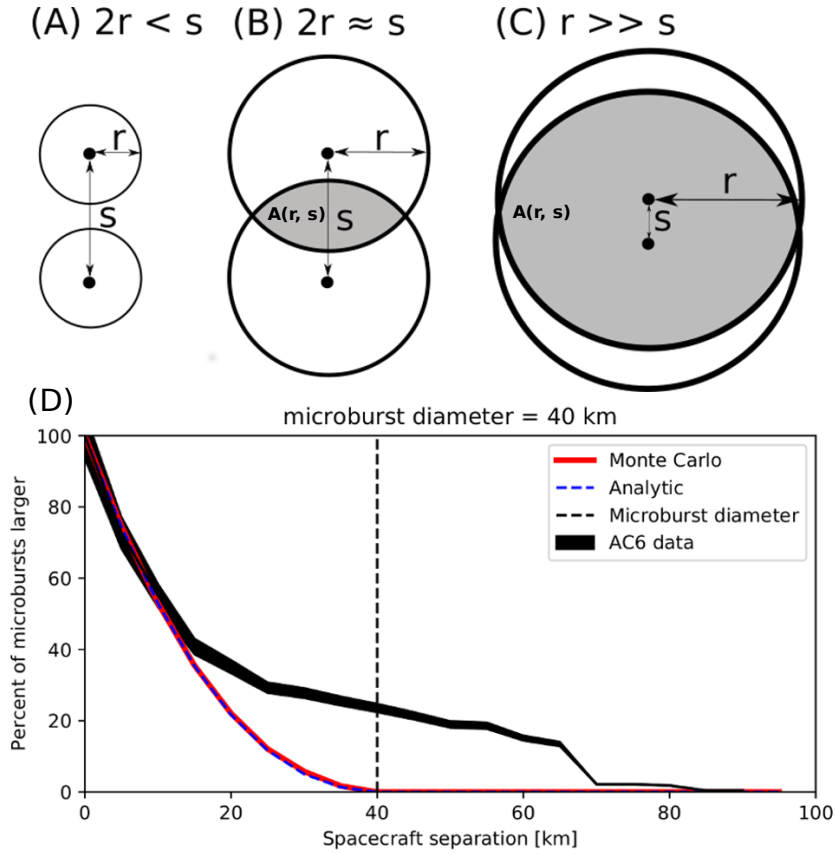 (A) 2r < s
(B) 2r ≈ s
(C) r >> s
r
s
r
A(r, s)
s
r
A(r, s)
s
(D)
microburst diameter = 40 km
100
80
60
40
20
0
Percent of microbursts larger
Monte Carlo
Analytic
Microburst diameter
AC6 data
0 20 40 60 80 100
Spacecraft separation [km]